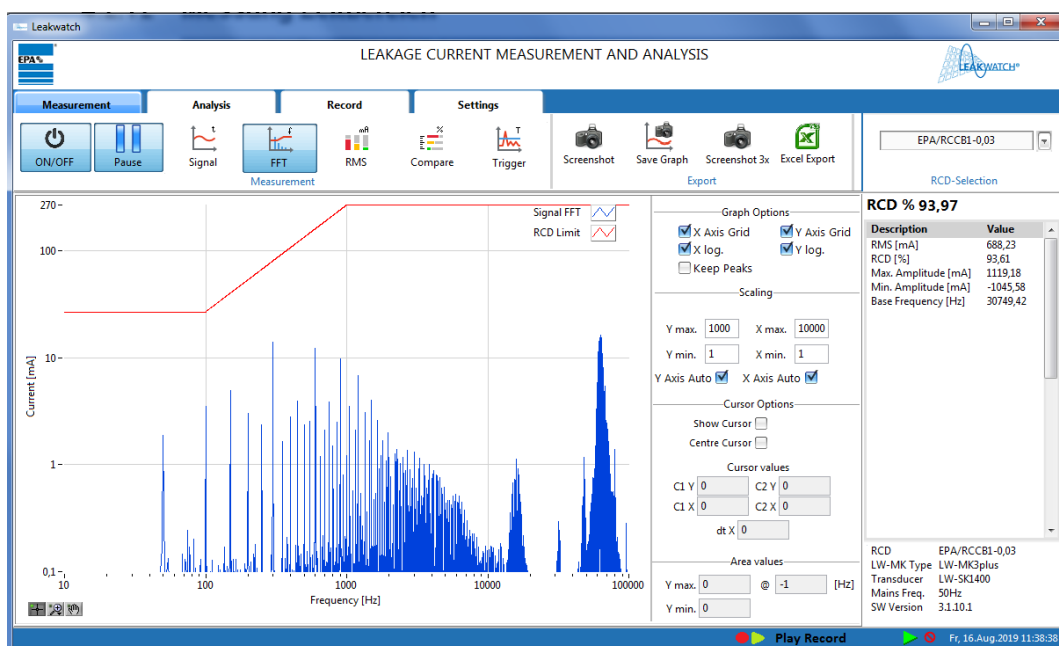 Leakwatch
EPA
LEAKAGE CURRENT MEASUREMENT AND ANALYSIS
LEAKWATCH®
Measurement Analysis Record Settings
ON/OFF Pause Signal FFT RMS Compare Trigger Screenshot Save Graph Screenshot 3x Excel Export
Measurement Export
EPA/RCCB1-0,03
RCD-Selection
Signal FFT
RCD Limit
270
100
10
1
0,1
Current [mA]
10 100 1000 10000 100000
Frequency [Hz]
Graph Options
X Axis Grid Y Axis Grid
X log. Y log.
Keep Peaks
Scaling
Y max. 1000 X max. 10000
Y min. 1 X min. 1
Y Axis Auto X Axis Auto
Cursor Options
Show Cursor
Centre Cursor
Cursor values
C1 Y 0 C2 Y 0
C1 X 0 C2 X 0
dt X 0
Area values
Y max. 0 @ -1 [Hz]
Y min. 0
RCD % 93,97
Description Value
RMS [mA] 688,23
RCD [%] 93,61
Max. Amplitude [mA] 1119,18
Min. Amplitude [mA] -1045,58
Base Frequency [Hz] 30749,42
RCD EPA/RCCB1-0,03
LW-MK Type LW-MK3plus
Transducer LW-SK1400
Mains Freq. 50Hz
SW Version 3.1.10.1
Play Record
Fr, 16.Aug.2019 11:38:38